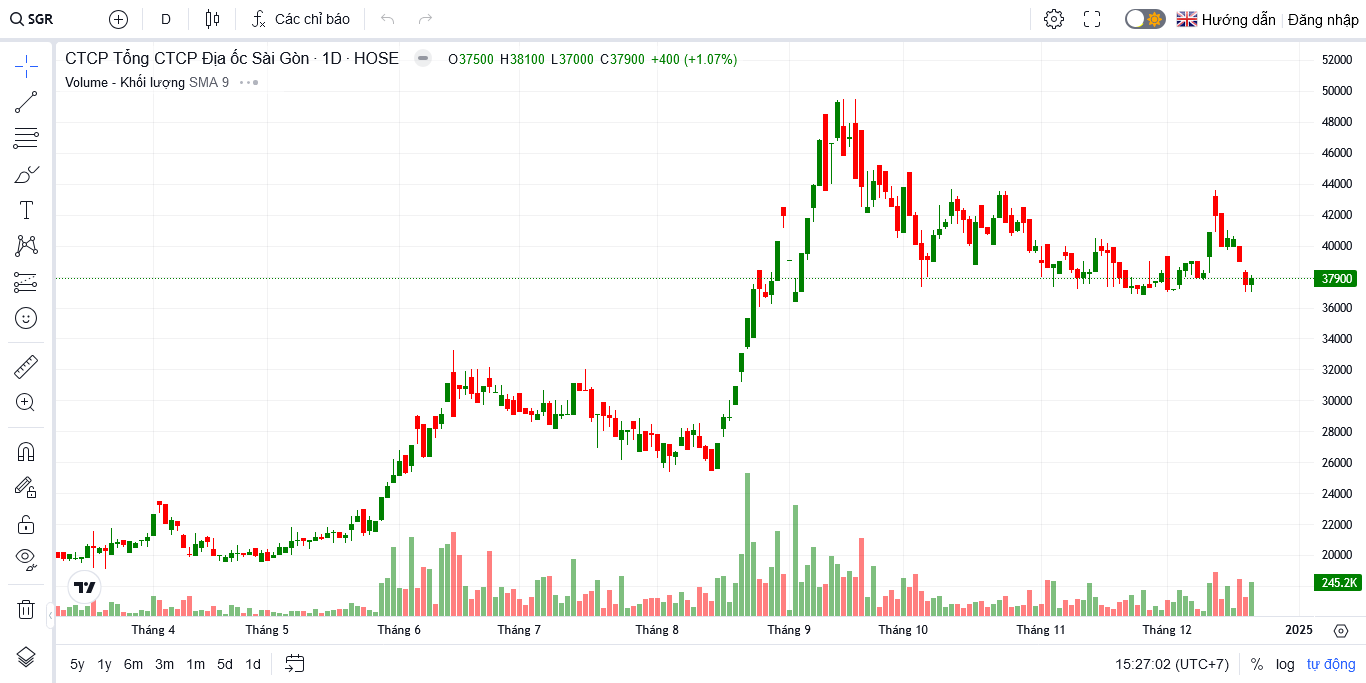 SGR D Các chỉ báo Hướng dẫn Đăng nhập
CTCP Tổng CTCP Địa ốc Sài Gòn · 1D · HOSE O37500 H38100 L37000 C37900 +400 (+1.07%)
Volume - Khối lượng SMA 9
52000
50000
48000
46000
44000
42000
40000
37900
36000
34000
32000
30000
28000
26000
24000
22000
20000
245.2K
Tháng 4 Tháng 5 Tháng 6 Tháng 7 Tháng 8 Tháng 9 Tháng 10 Tháng 11 Tháng 12 2025
5y 1y 6m 3m 1m 5d 1d 15:27:02 (UTC+7) % log tự động